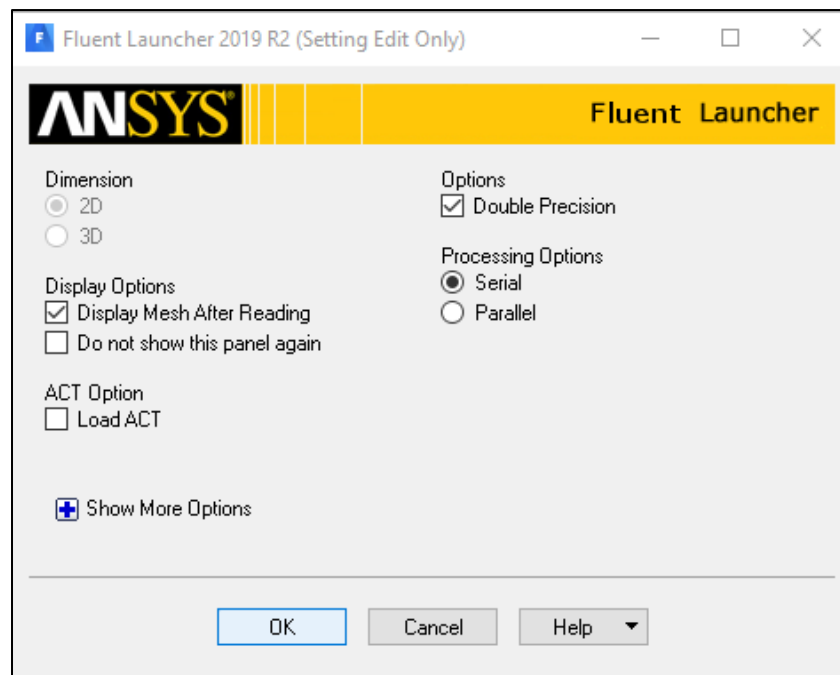 Fluent Launcher 2019 R2 (Setting Edit Only)
ANSYS®
Fluent Launcher
Dimension
2D
3D
Display Options
Display Mesh After Reading
Do not show this panel again
ACT Option
Load ACT
Show More Options
Options
Double Precision
Processing Options
Serial
Parallel
OK
Cancel
Help